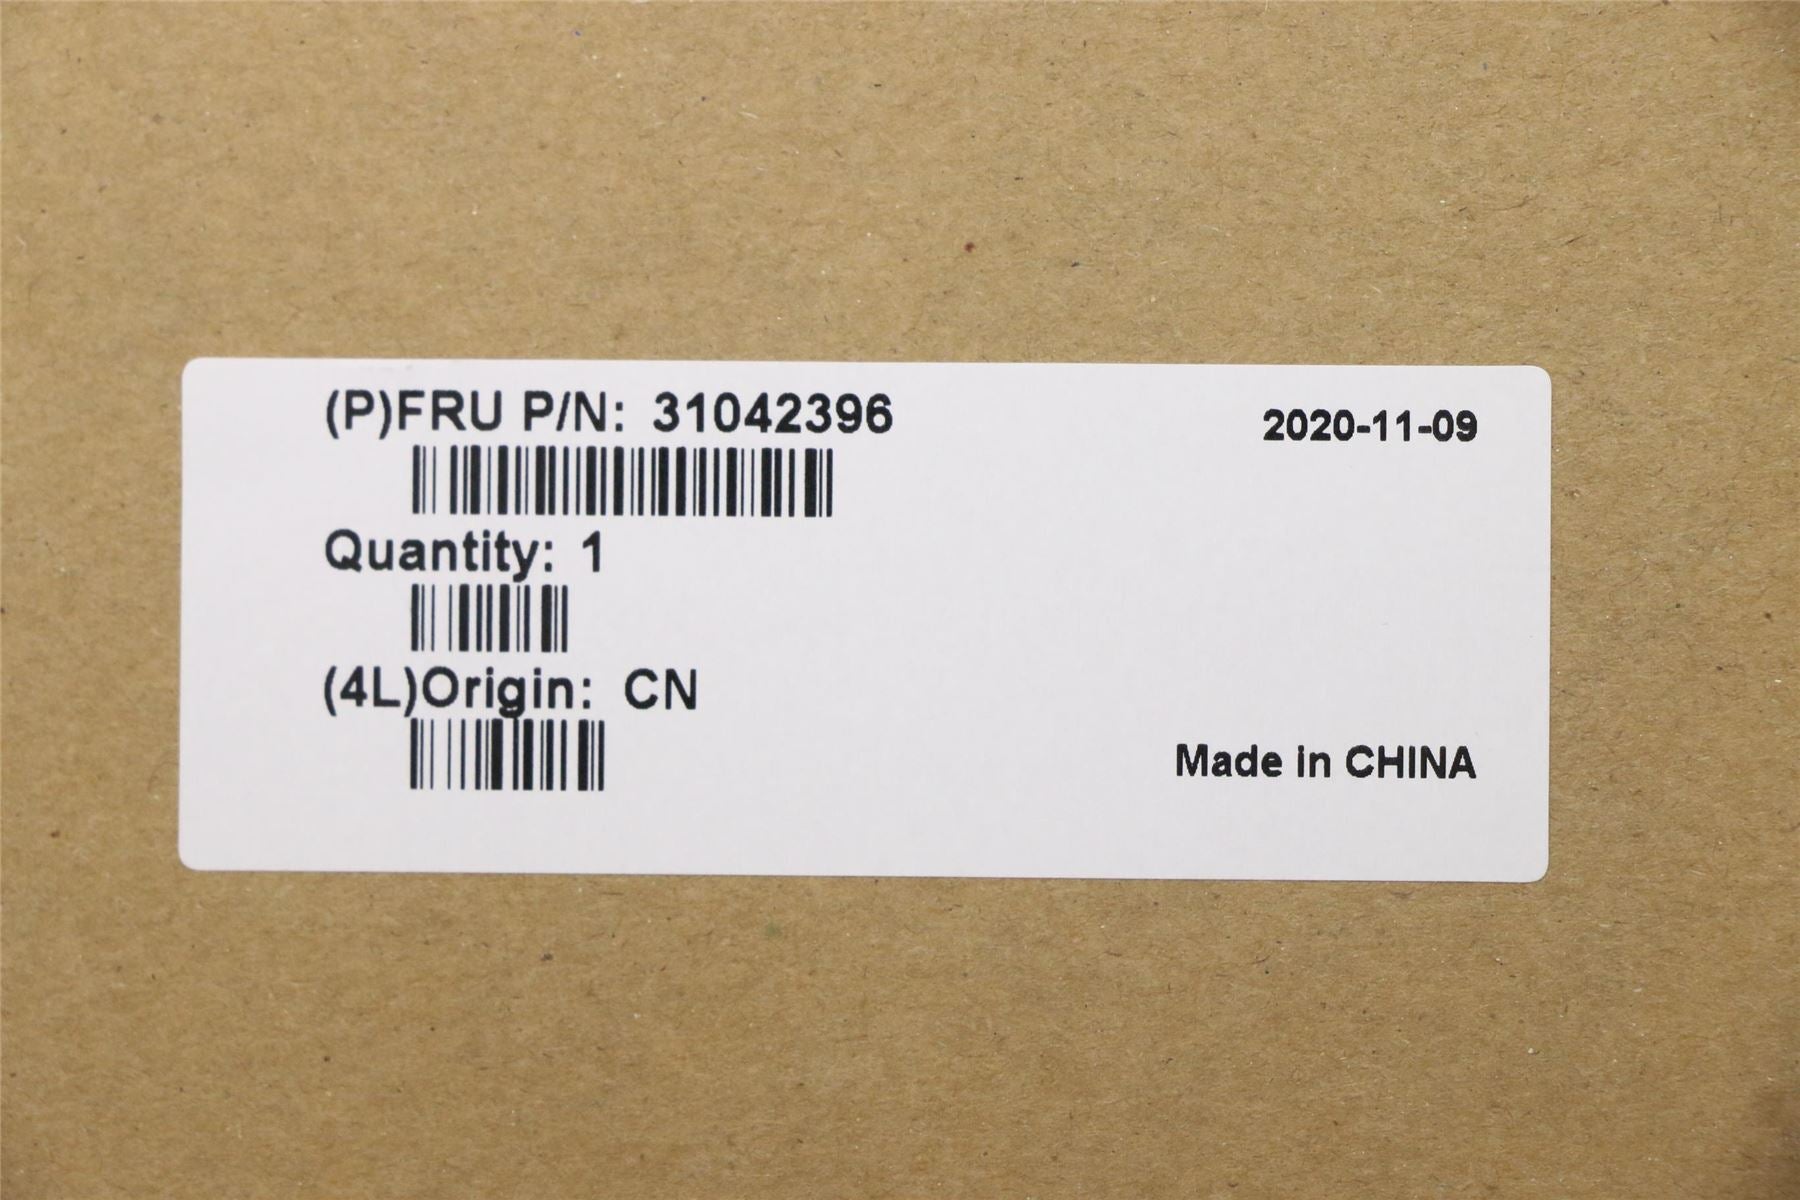 (P)FRU P/N: 31042396
2020-11-09
Quantity: 1
(4L)Origin: CN
Made in CHINA